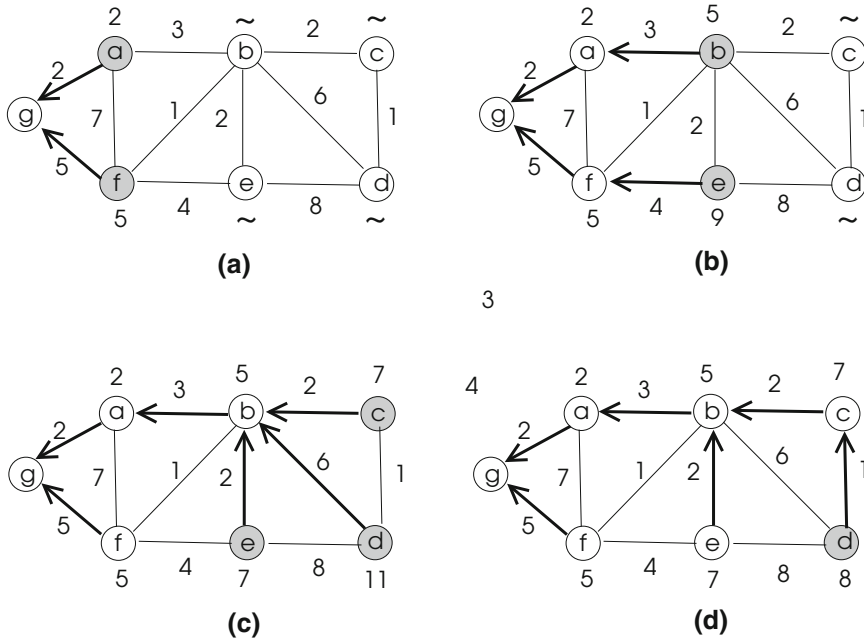 2 ~ ~
a 3 b 2 c
2
g 7 1 2 6 1
5
f 4 e 8 d
5 ~ ~
(a)
2 5 ~
a 3 b 2 c
2
g 7 1 2 6 1
5
f 4 e 8 d
5 9 ~
(b)
3
4
2 5 7
a 3 b 2 c
2
g 7 1 2 6 1
5
f 4 e 8 d
5 7 11
(c)
2 5 7
a 3 b 2 c
2
g 7 1 2 6 1
5
f 4 e 8 d
5 7 8
(d)